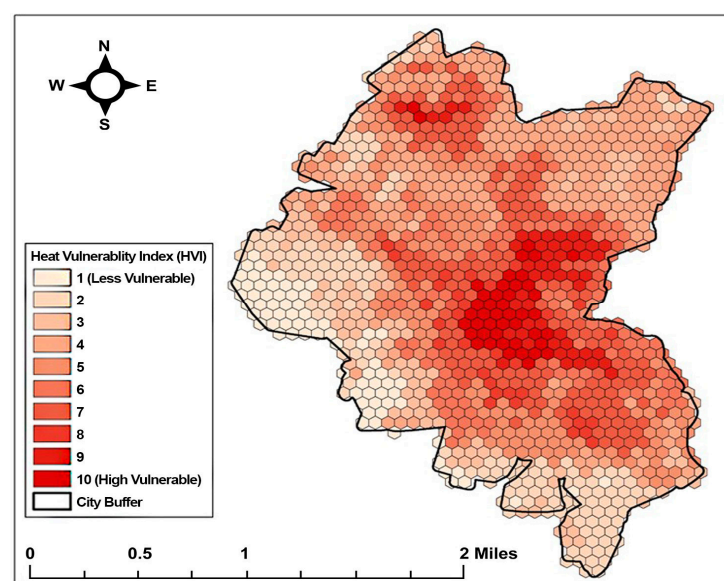 N
W E
S
Heat Vulnerablity Index (HVI)
1 (Less Vulnerable)
2
3
4
5
6
7
8
9
10 (High Vulnerable)
City Buffer
0 0.5 1 2 Miles